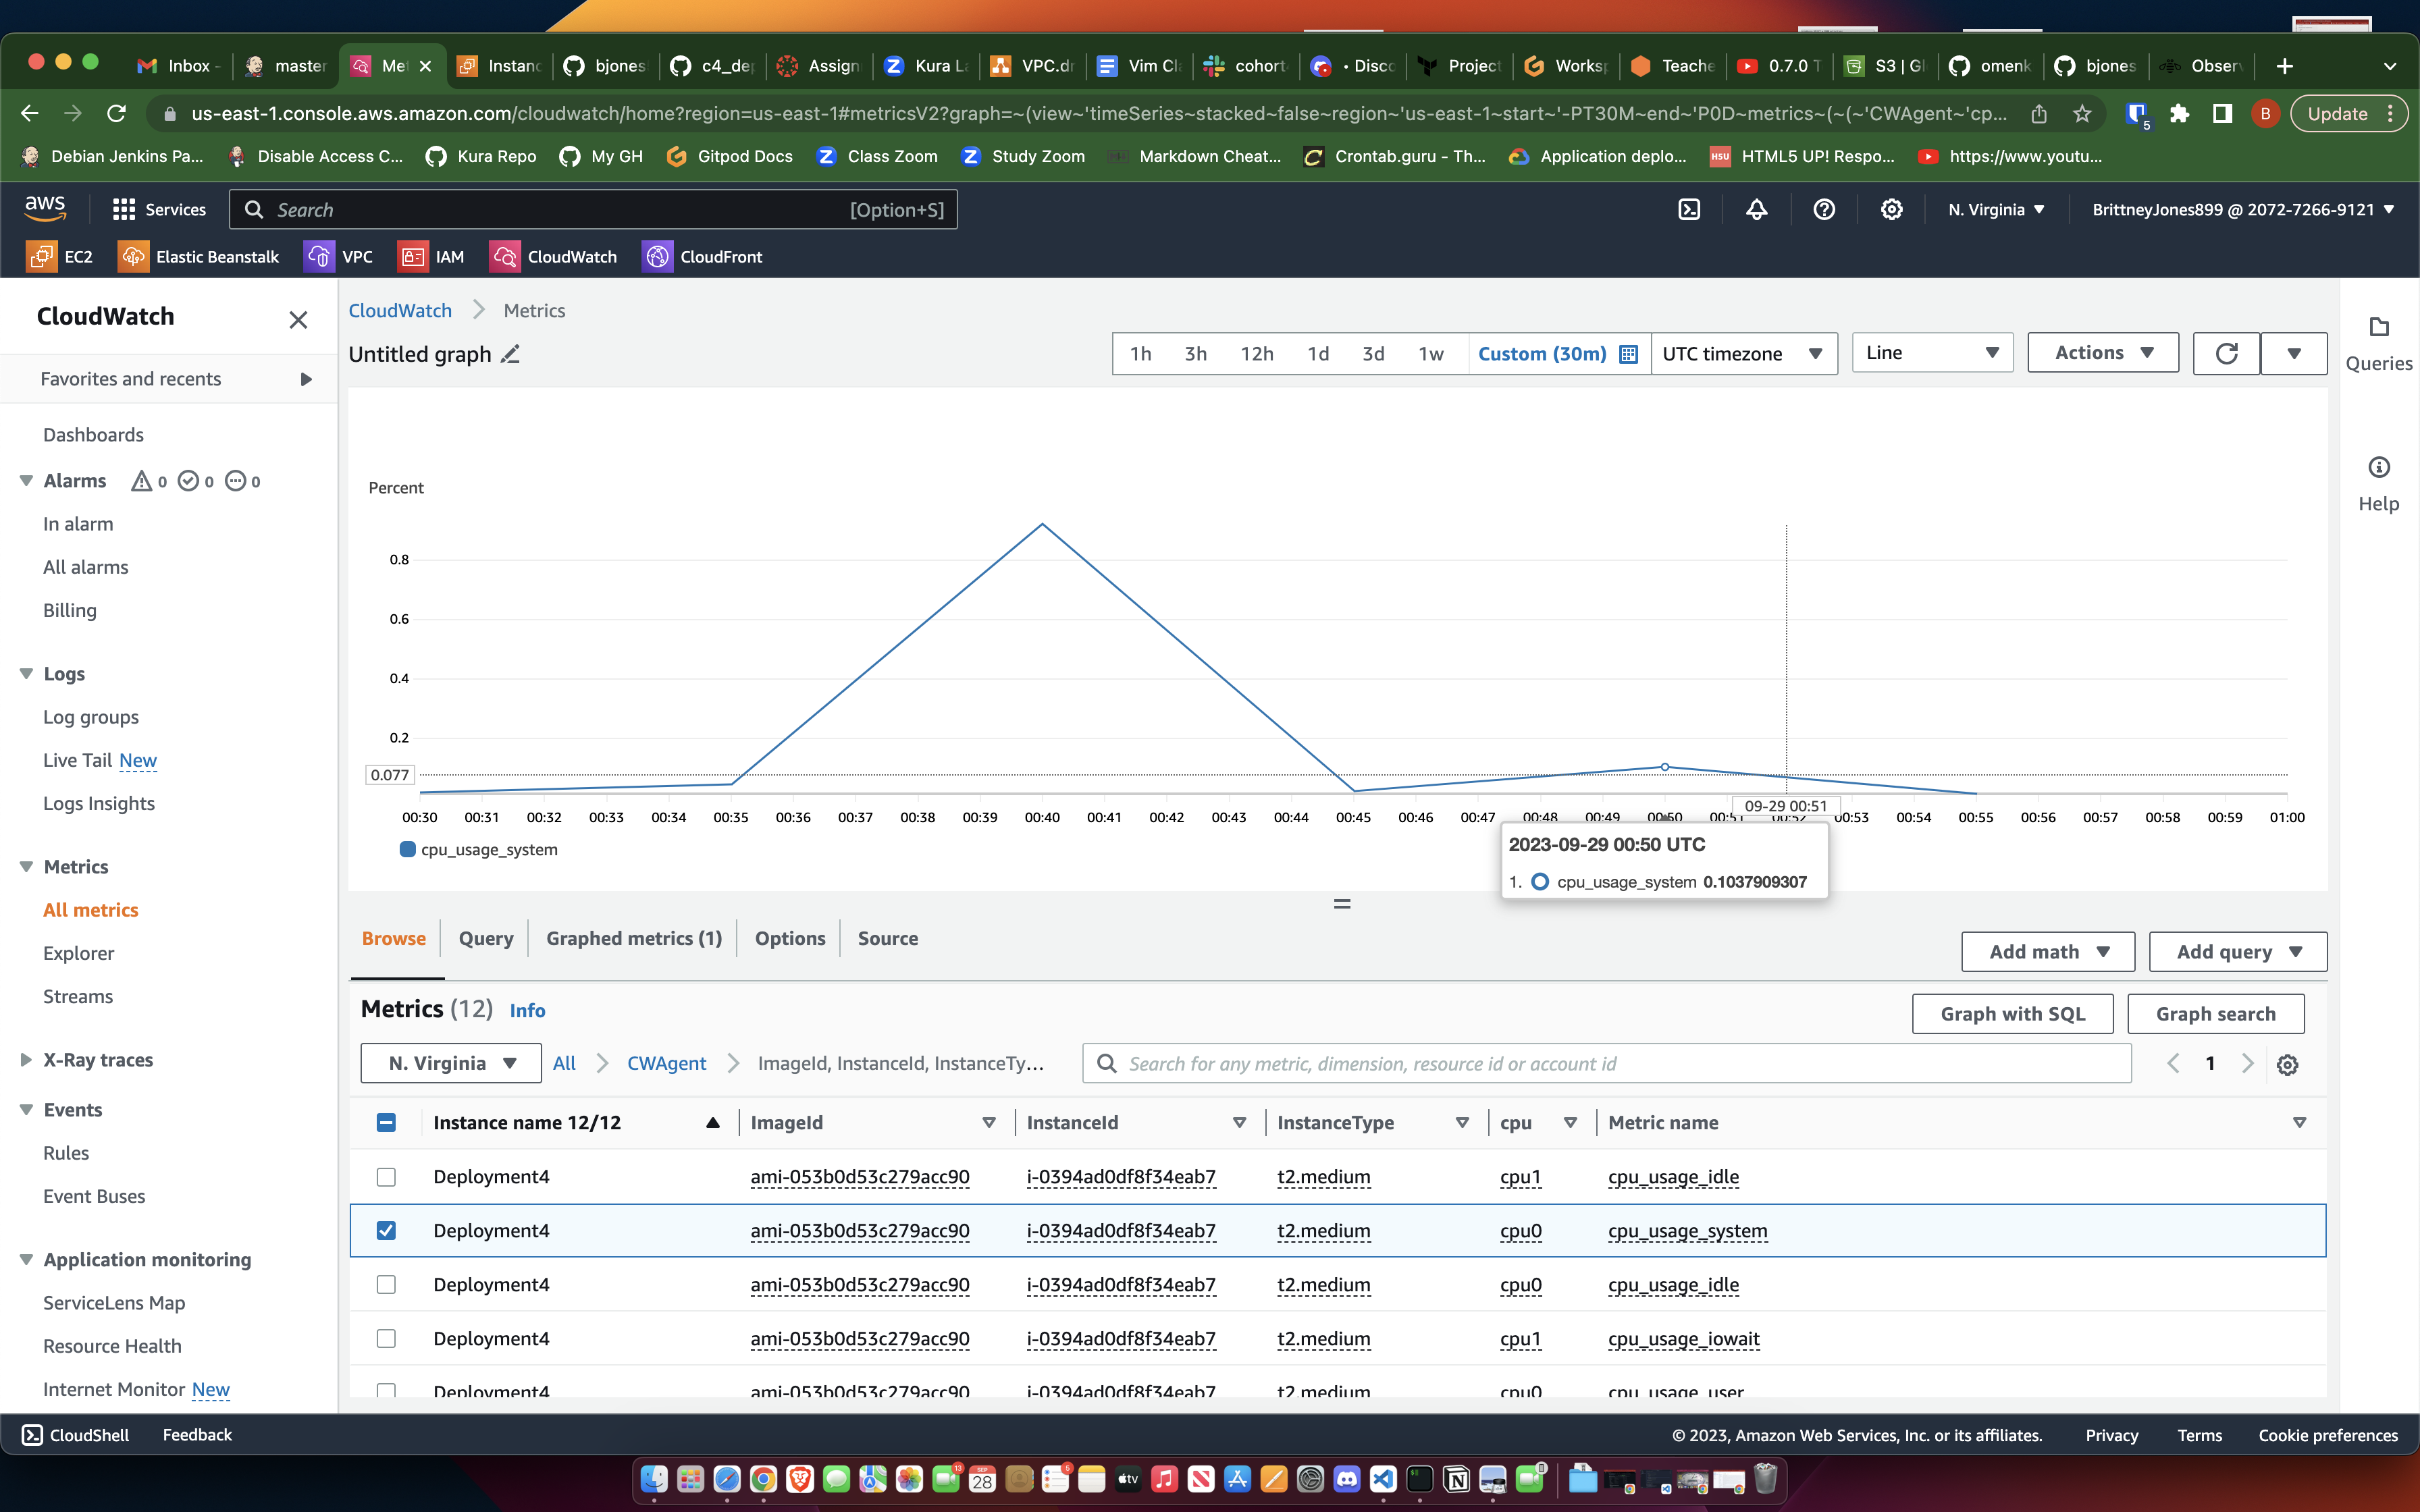 Inbox
master
Met
Instanc
bjones
c4_dep
Assign
Kura La
VPC.dr
Vim Cla
cohort
• Disco
Project
Worksp
Teache
0.7.0 T
S3 | Gl
omenk
bjones
Observ
us-east-1.console.aws.amazon.com/cloudwatch/home?region=us-east-1#metricsV2?graph=~(view~'timeSeries~stacked~false~region~'us-east-1~start~'-PT30M~end~'P0D~metrics~(~(~'CWAgent~'cp...
5
B
Update
Debian Jenkins Pa...
Disable Access C...
Kura Repo
My GH
Gitpod Docs
Class Zoom
Study Zoom
Markdown Cheat...
Crontab.guru - Th...
Application deplo...
HSU
HTML5 UP! Respo...
https://www.youtu...
aws
Services
Search
[Option+S]
N. Virginia
BrittneyJones899 @ 2072-7266-9121
EC2
Elastic Beanstalk
VPC
IAM
CloudWatch
CloudFront
CloudWatch
Favorites and recents
Dashboards
Alarms 0 0 0
In alarm
All alarms
Billing
Logs
Log groups
Live Tail New
Logs Insights
Metrics
All metrics
Explorer
Streams
X-Ray traces
Events
Rules
Event Buses
Application monitoring
ServiceLens Map
Resource Health
Internet Monitor New
CloudWatch
Metrics
Untitled graph
1h 3h 12h 1d 3d 1w Custom (30m)
UTC timezone
Line
Actions
Queries
Help
Percent
0.8
0.6
0.4
0.2
0.077
09-29 00:51
00:30 00:31 00:32 00:33 00:34 00:35 00:36 00:37 00:38 00:39 00:40 00:41 00:42 00:43 00:44 00:45 00:46 00:47 00:48 00:49 00:50 00:51 00:52 00:53 00:54 00:55 00:56 00:57 00:58 00:59 01:00
cpu_usage_system
2023-09-29 00:50 UTC
1. cpu_usage_system 0.1037909307
Browse
Query
Graphed metrics (1)
Options
Source
Add math
Add query
Metrics (12) Info
Graph with SQL
Graph search
N. Virginia
All
CWAgent
ImageId, InstanceId, InstanceTy...
Search for any metric, dimension, resource id or account id
1
Instance name 12/12 ImageId InstanceId InstanceType cpu Metric name
Deployment4 ami-053b0d53c279acc90 i-0394ad0df8f34eab7 t2.medium cpu1 cpu_usage_idle
Deployment4 ami-053b0d53c279acc90 i-0394ad0df8f34eab7 t2.medium cpu0 cpu_usage_system
Deployment4 ami-053b0d53c279acc90 i-0394ad0df8f34eab7 t2.medium cpu0 cpu_usage_idle
Deployment4 ami-053b0d53c279acc90 i-0394ad0df8f34eab7 t2.medium cpu1 cpu_usage_iowait
Deployment4 ami-053b0d53c279acc90 i-0394ad0df8f34eab7 t2.medium cpu0 cpu_usage_user
CloudShell
Feedback
© 2023, Amazon Web Services, Inc. or its affiliates.
Privacy
Terms
Cookie preferences
13
SEP
28
5
tv